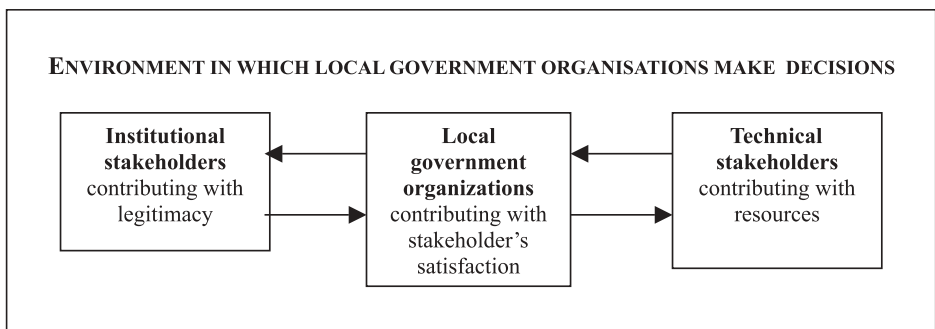 ENVIRONMENT IN WHICH LOCAL GOVERNMENT ORGANISATIONS MAKE DECISIONS
Institutional
stakeholders
contributing with
legitimacy
Local
government
organizations
contributing with
stakeholder's
satisfaction
Technical
stakeholders
contributing with
resources